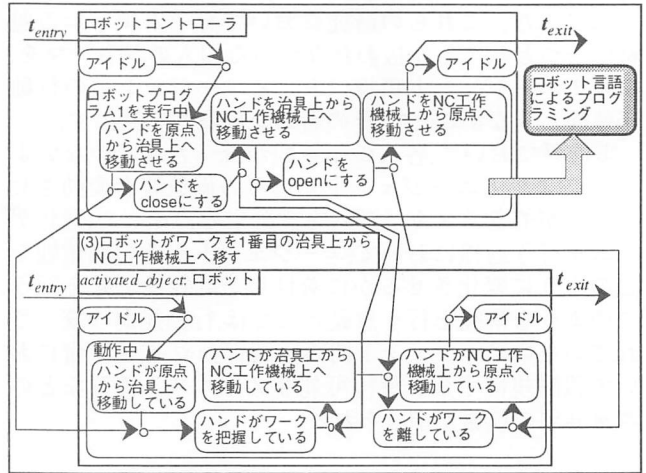 ロボットコントローラ
t entry
t exit
アイドル
アイドル
ロボット言語
によるプログ
ラミング
ロボットプログ
ラム1を実行中
ハンドを原点
から治具上へ
移動させる
ハンドを治具上から
NC工作機械上へ
移動させる
ハンドをNC工作
機械上から原点へ
移動させる
ハンドを
closeにする
ハンドを
openにする
(3)ロボットがワークを1番目の治具上から
NC工作機械上へ移す
t entry
activated_object: ロボット
t exit
アイドル
アイドル
動作中
ハンドが原点
から治具上へ
移動している
ハンドが治具上から
NC工作機械上へ
移動している
ハンドがNC工作
機械上から原点へ
移動している
ハンドがワーク
を把握している
ハンドがワーク
を離している